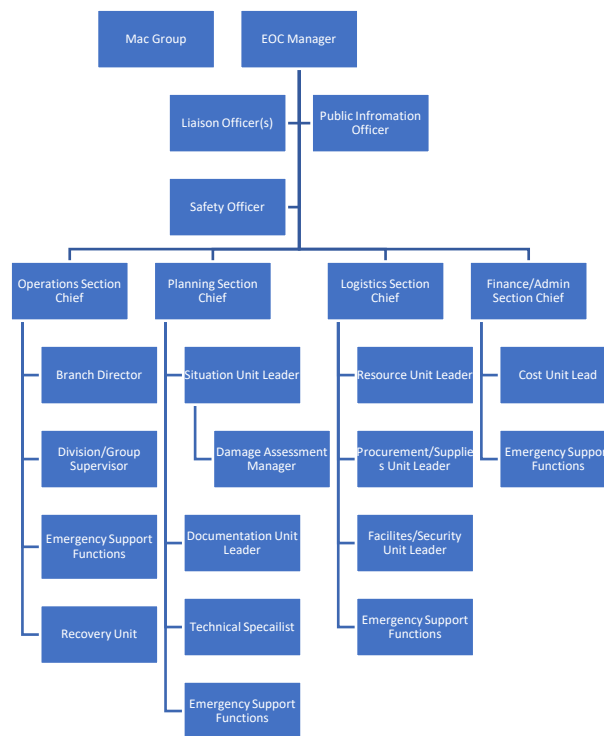 Mac Group
EOC Manager
Liaison Officer(s)
Public Infromation
Officer
Safety Officer
Operations Section
Chief
Planning Section
Chief
Logistics Section
Chief
Finance/Admin
Section Chief
Branch Director
Situation Unit Leader
Resource Unit Leader
Cost Unit Lead
Division/Group
Supervisor
Damage Assessment
Manager
Procurement/Supplie
s Unit Leader
Emergency Support
Functions
Emergency Support
Functions
Documentation Unit
Leader
Facilites/Security
Unit Leader
Recovery Unit
Technical Specailist
Emergency Support
Functions
Emergency Support
Functions